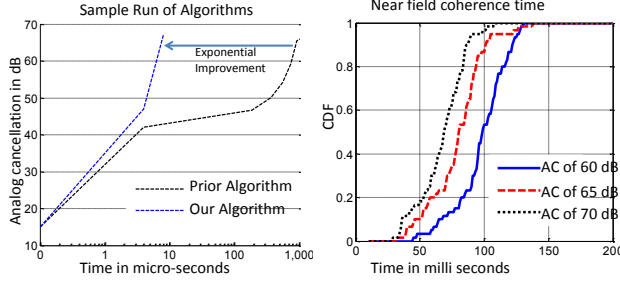 Sample Run of Algorithms
70
60
50
40
30
20
10
Analog cancellation in dB
Exponential
Improvement
Prior Algorithm
Our Algorithm
0
1
10
100
1,000
Time in micro-seconds
Near field coherence time
1
0.8
0.6
0.4
0.2
0
CDF
AC of 60 dB
AC of 65 dB
AC of 70 dB
0
50
100
150
200
Time in milli seconds